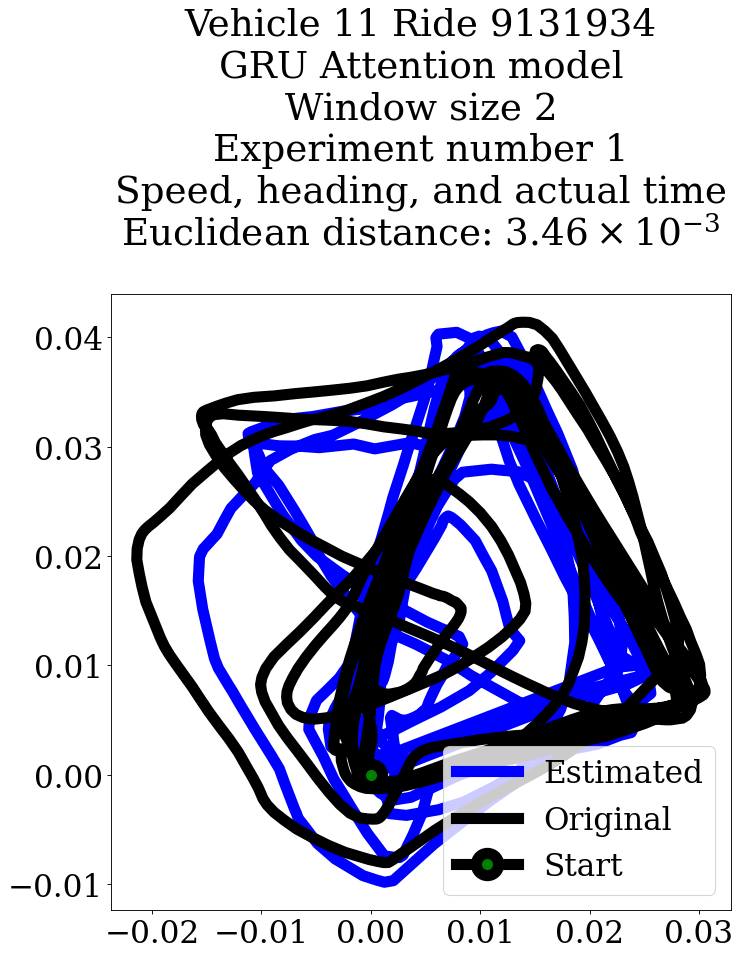 Vehicle 11 Ride 9131934
GRU Attention model
Window size 2
Experiment number 1
Speed, heading, and actual time
Euclidean distance: 3.46 × 10⁻³
0.04
0.03
0.02
0.01
0.00
−0.01
Estimated
Original
Start
−0.02 −0.01 0.00 0.01 0.02 0.03